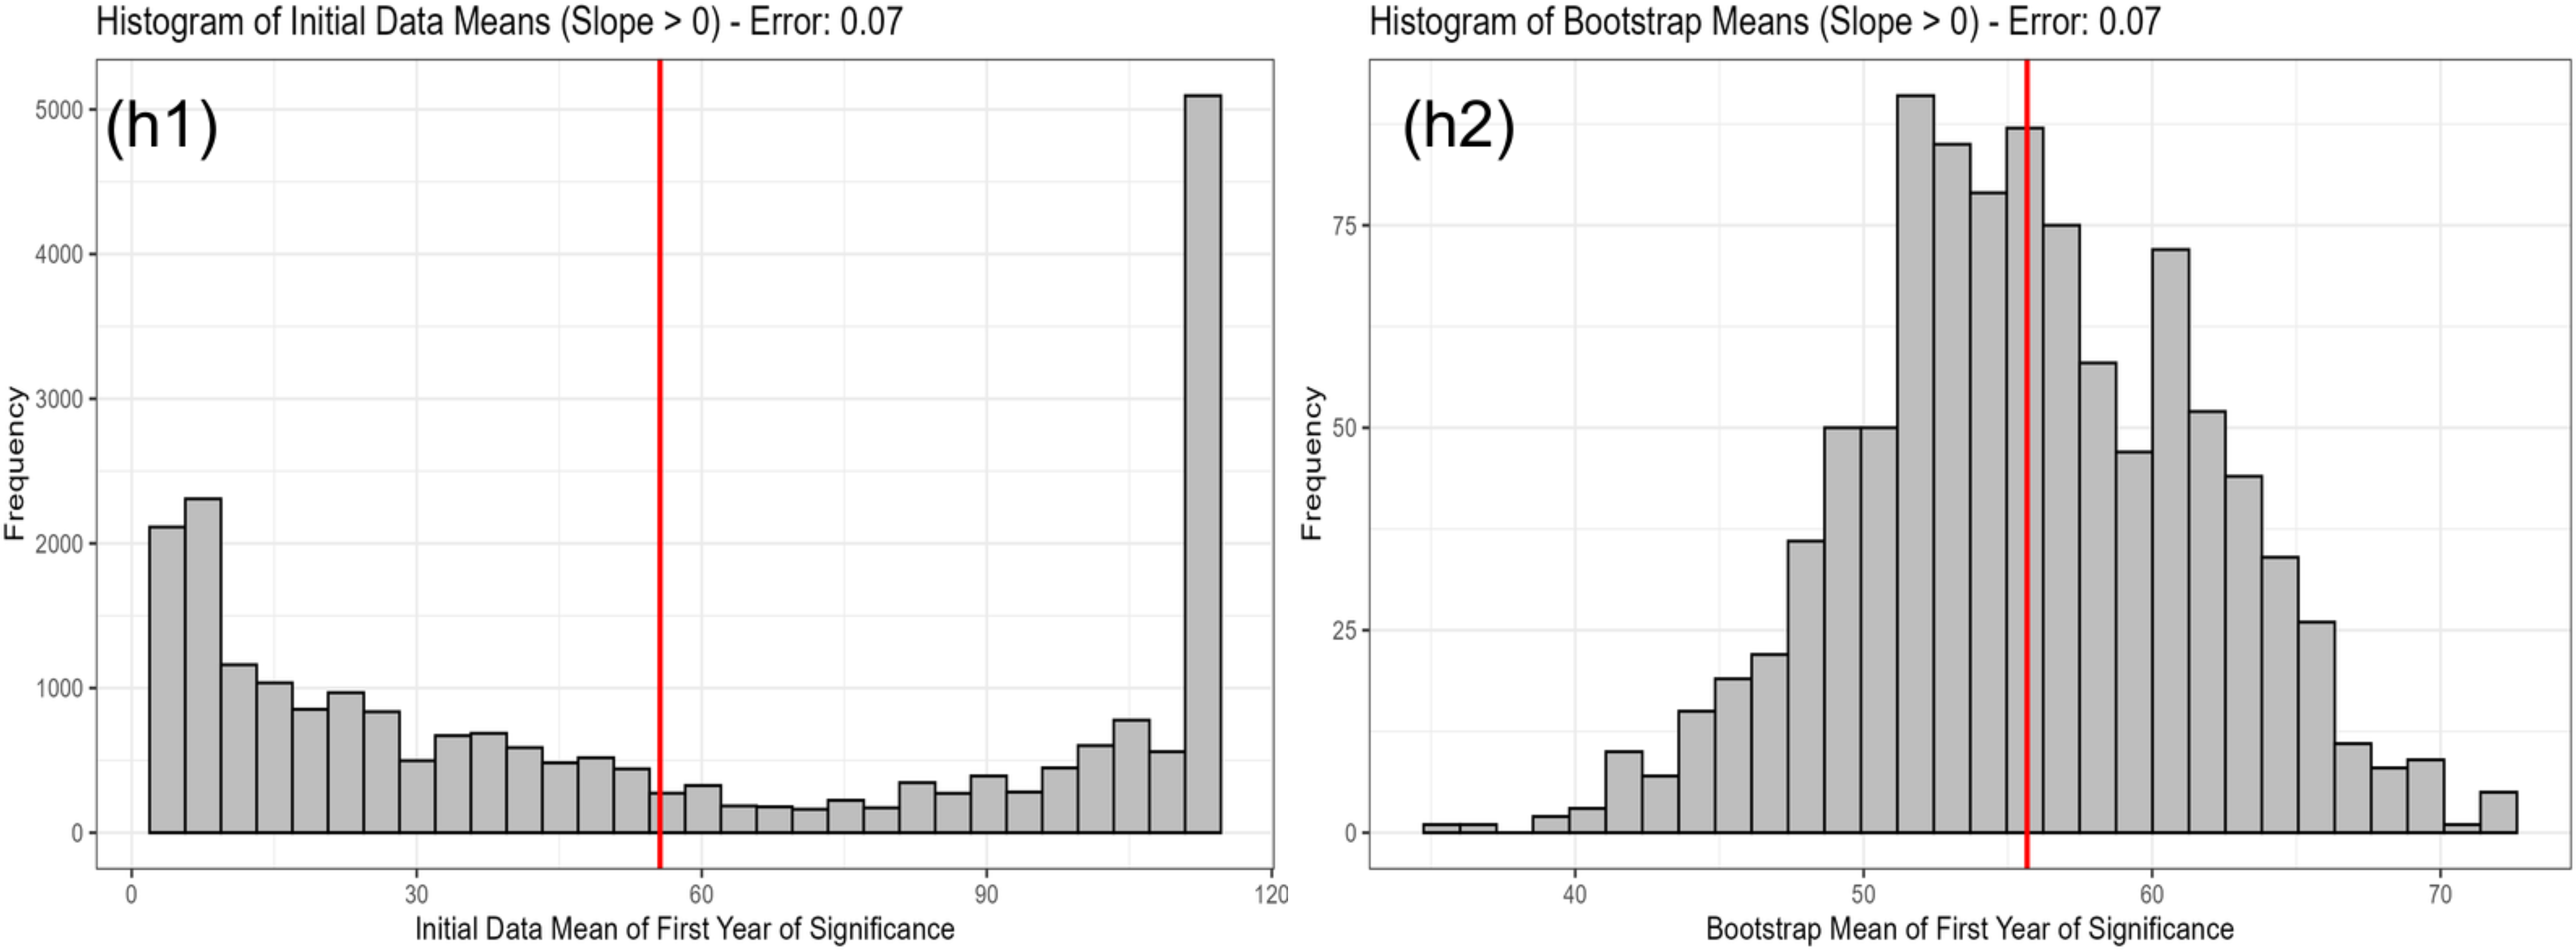 Histogram of Initial Data Means (Slope > 0) - Error: 0.07
(h1)
Frequency
5000
4000
3000
2000
1000
0
0 30 60 90 120
Initial Data Mean of First Year of Significance
Histogram of Bootstrap Means (Slope > 0) - Error: 0.07
(h2)
Frequency
75
50
25
0
40 50 60 70
Bootstrap Mean of First Year of Significance